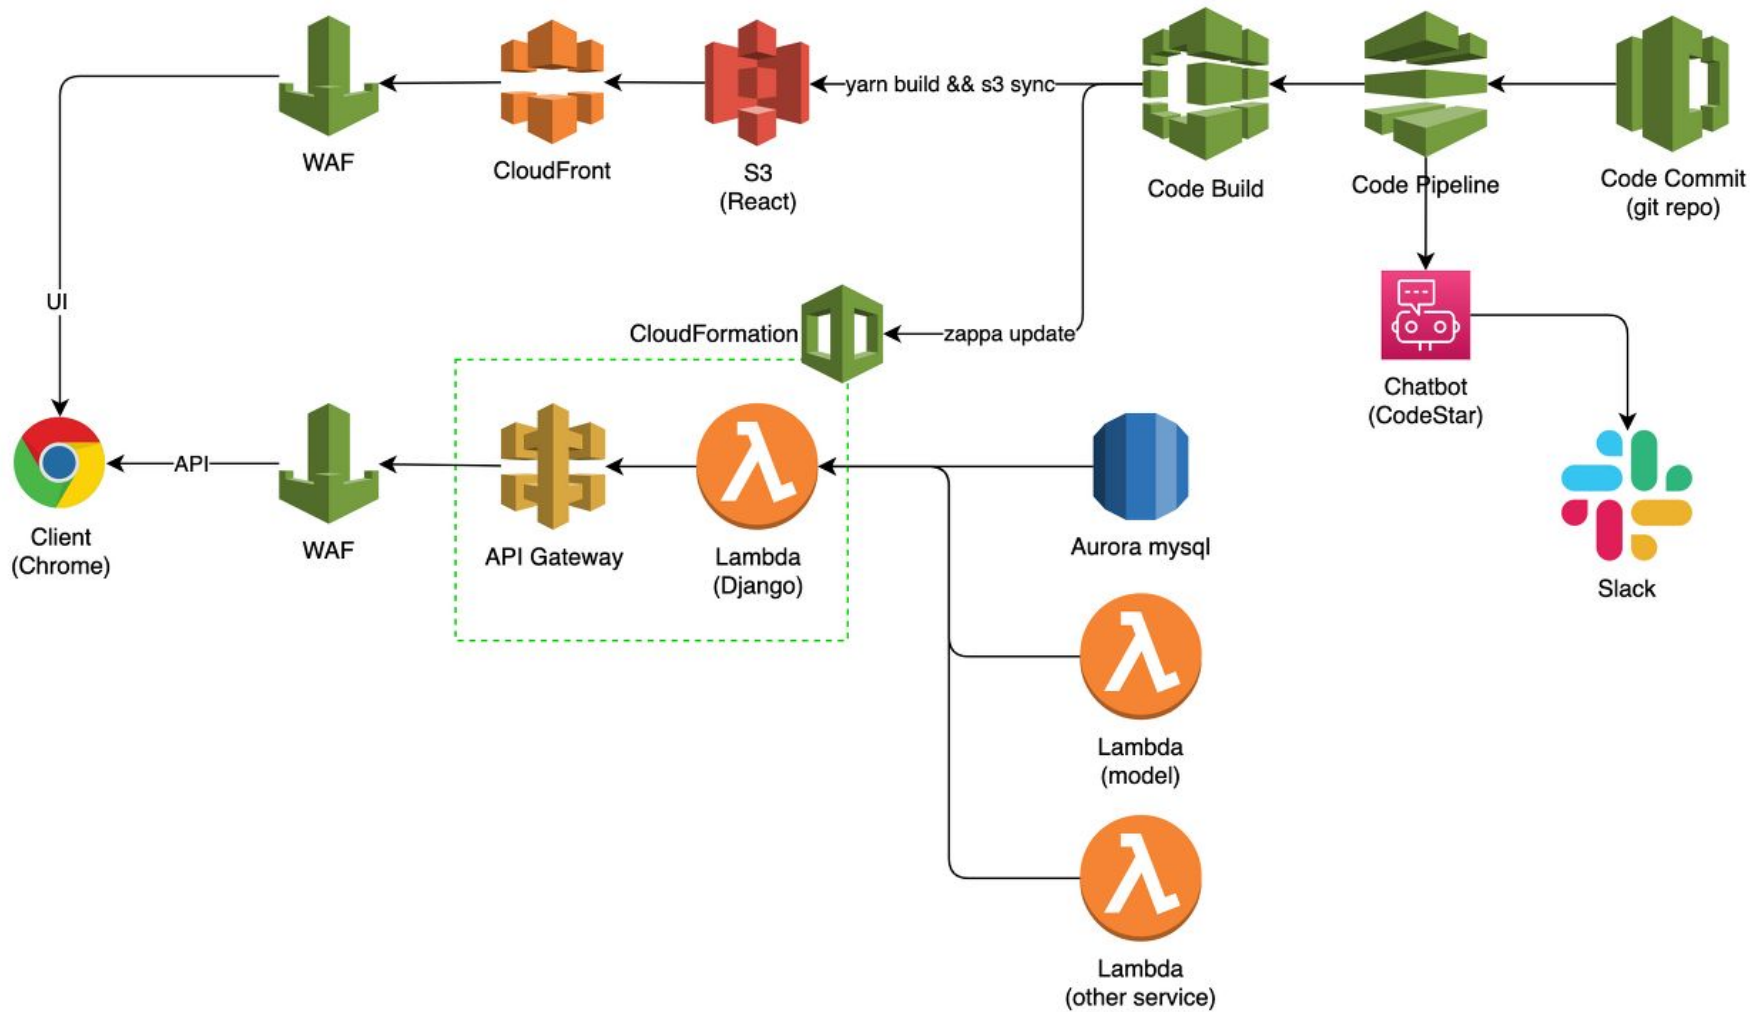 yarn build && s3 sync
WAF
CloudFront
S3
(React)
Code Build
Code Pipeline
Code Commit
(git repo)
UI
CloudFormation
zappa update
Chatbot
(CodeStar)
API
Client
(Chrome)
WAF
API Gateway
Lambda
(Django)
Aurora mysql
Slack
Lambda
(model)
Lambda
(other service)